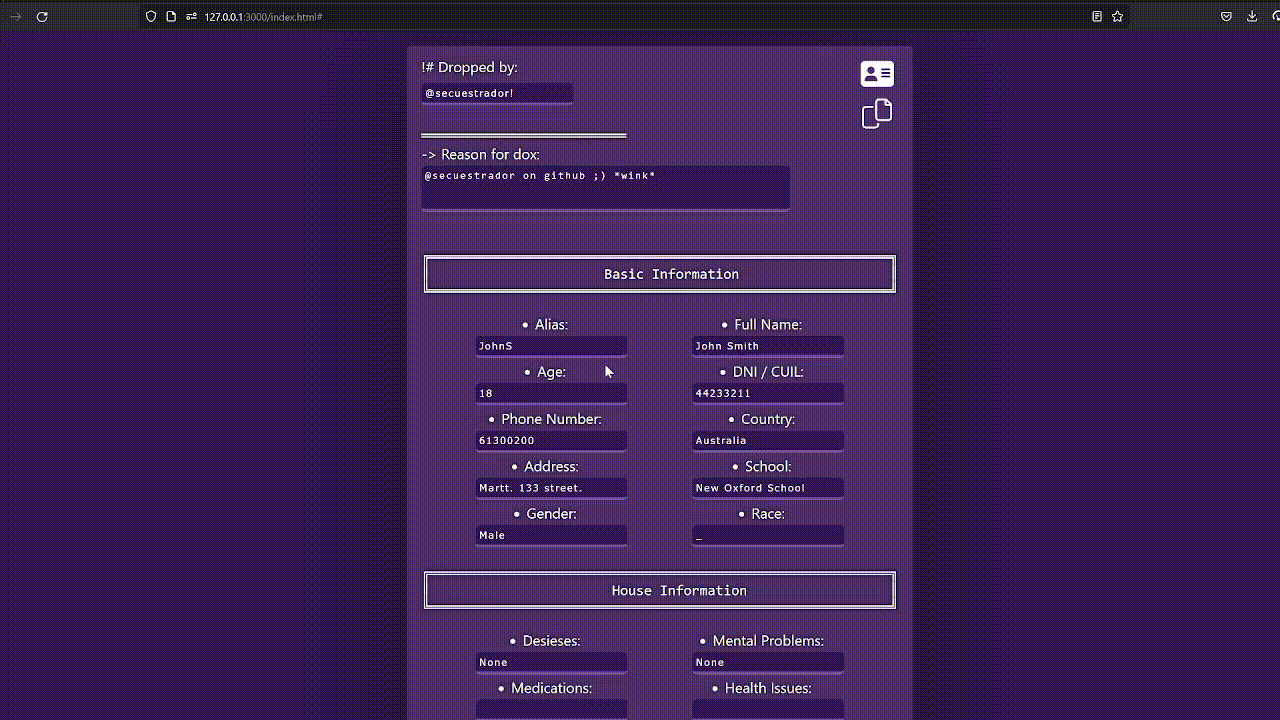 127.0.0.1:3000/index.html#
!# Dropped by:
@secuestrador!
-> Reason for dox:
@secuestrador on github ;) *wink*
Basic Information
• Alias:
• Full Name:
JohnS
John Smith
• Age:
• DNI / CUIL:
18
44233211
• Phone Number:
• Country:
61300200
Australia
• Address:
• School:
Martt. 133 street.
New Oxford School
• Gender:
• Race:
Male
_
House Information
• Desieses:
• Mental Problems:
None
None
• Medications:
• Health Issues: